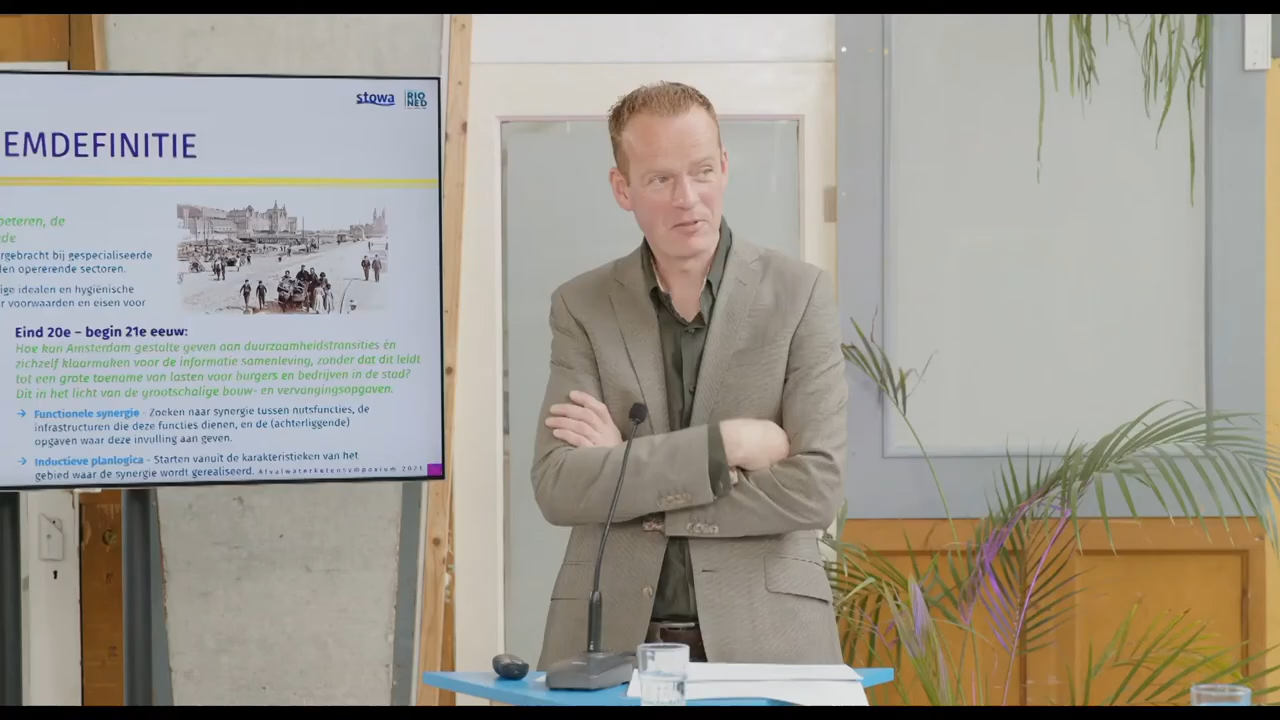 stowa
RIO
NED
EMDEFINITIE
beteren, de
ede
rgebracht bij gespecialiseerde
den opererende sectoren.
ige idealen en hygiënische
r voorwaarden en eisen voor
Eind 20e – begin 21e eeuw:
Hoe kan Amsterdam gestalte geven aan duurzaamheidstransities én
zichzelf klaarmaken voor de informatie samenleving, zonder dat dit leidt
tot een grote toename van lasten voor burgers en bedrijven in de stad?
Dit in het licht van de grootschalige bouw- en vervangingsopgaven.
→ Functionele synergie - Zoeken naar synergie tussen nutsfuncties, de
infrastructuren die deze functies dienen, en de (achterliggende)
opgaven waar deze invulling aan geven.
→ Inductieve planlogica – Starten vanuit de karakteristieken van het
gebied waar de synergie wordt gerealiseerd. Afvalwaterketensymposium 2021